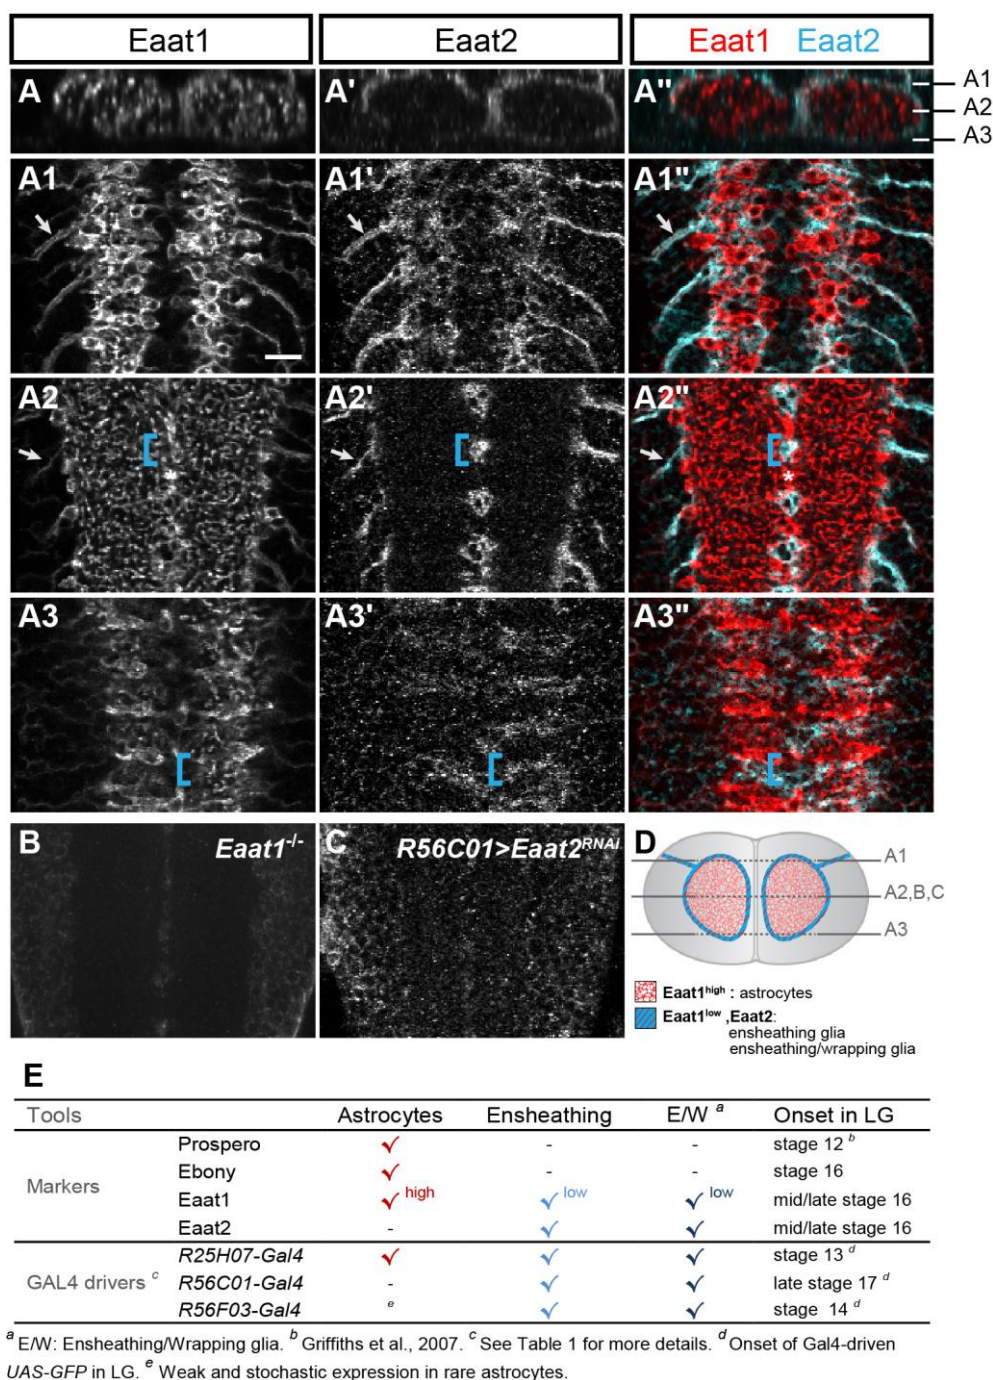 Eaat1 Eaat2 Eaat1 Eaat2
A A' A" A1
A2
A3
A1 A1' A1"
A2 A2' A2"
*
*
A3 A3' A3"
B Eaat1-/- C R56C01>Eaat2RNAI D
A1
A2,B,C
A3
Eaat1high : astrocytes
Eaat1low ,Eaat2:
ensheathing glia
ensheathing/wrapping glia
E
Tools Astrocytes Ensheathing E/W a Onset in LG
Markers Prospero ✓ - - stage 12 b
Ebony ✓ - - stage 16
Eaat1 ✓ high ✓ low ✓ low mid/late stage 16
Eaat2 - ✓ ✓ mid/late stage 16
GAL4 drivers c R25H07-Gal4 ✓ ✓ ✓ stage 13 d
R56C01-Gal4 - ✓ ✓ late stage 17 d
R56F03-Gal4 e ✓ ✓ stage 14 d
a E/W: Ensheathing/Wrapping glia. b Griffiths et al., 2007. c See Table 1 for more details. d Onset of Gal4-driven
UAS-GFP in LG. e Weak and stochastic expression in rare astrocytes.